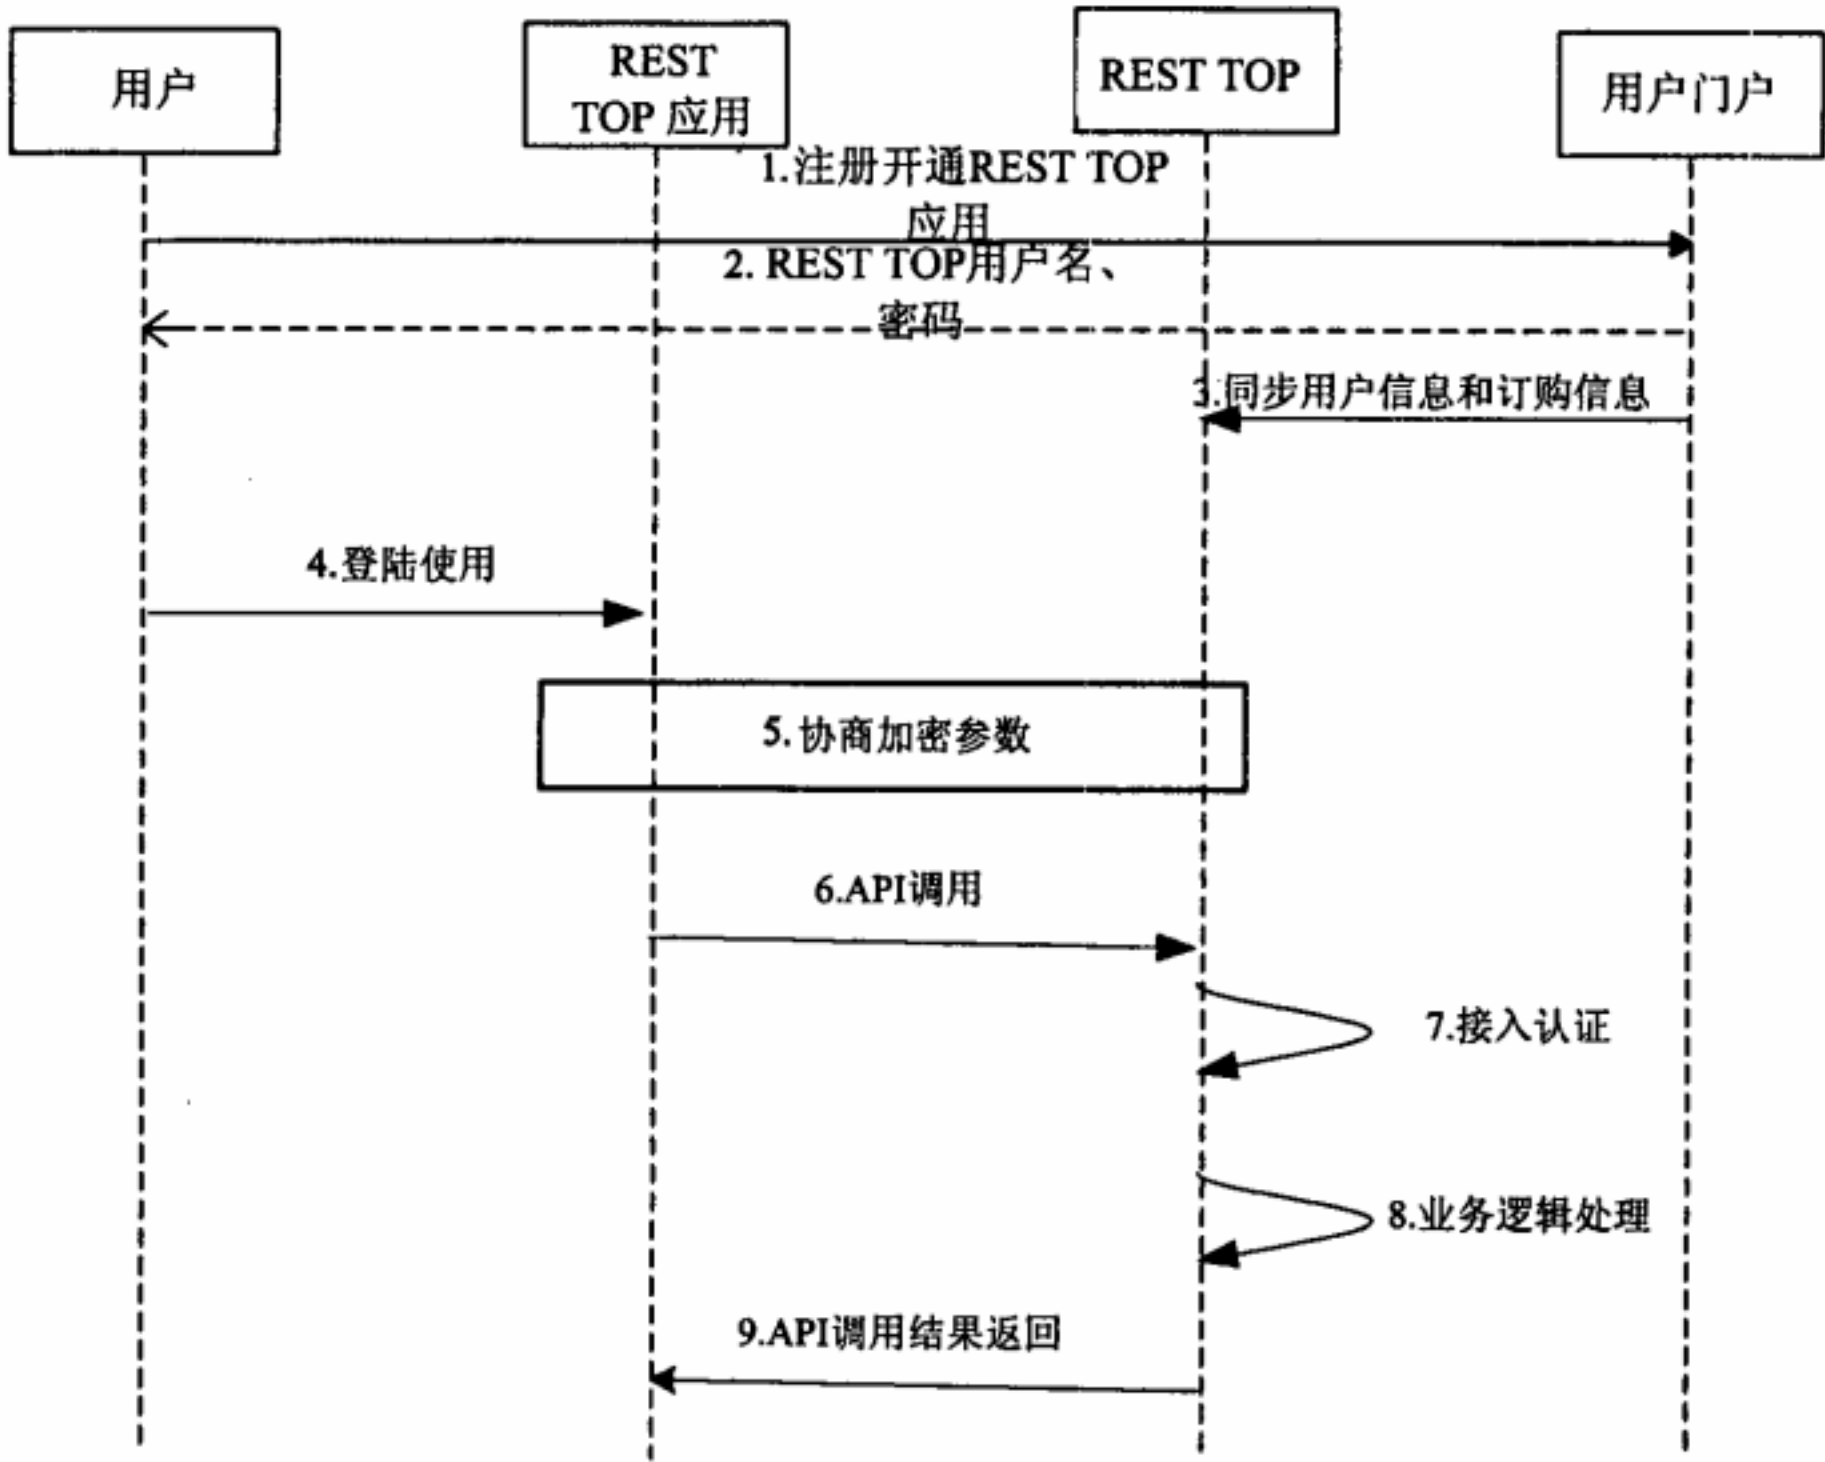 用户
REST
TOP 应用
REST TOP
用户门户
1.注册开通REST TOP
应用
2. REST TOP用户名、
密码
3.同步用户信息和订购信息
4.登陆使用
5.协商加密参数
6.API调用
7.接入认证
8.业务逻辑处理
9.API调用结果返回